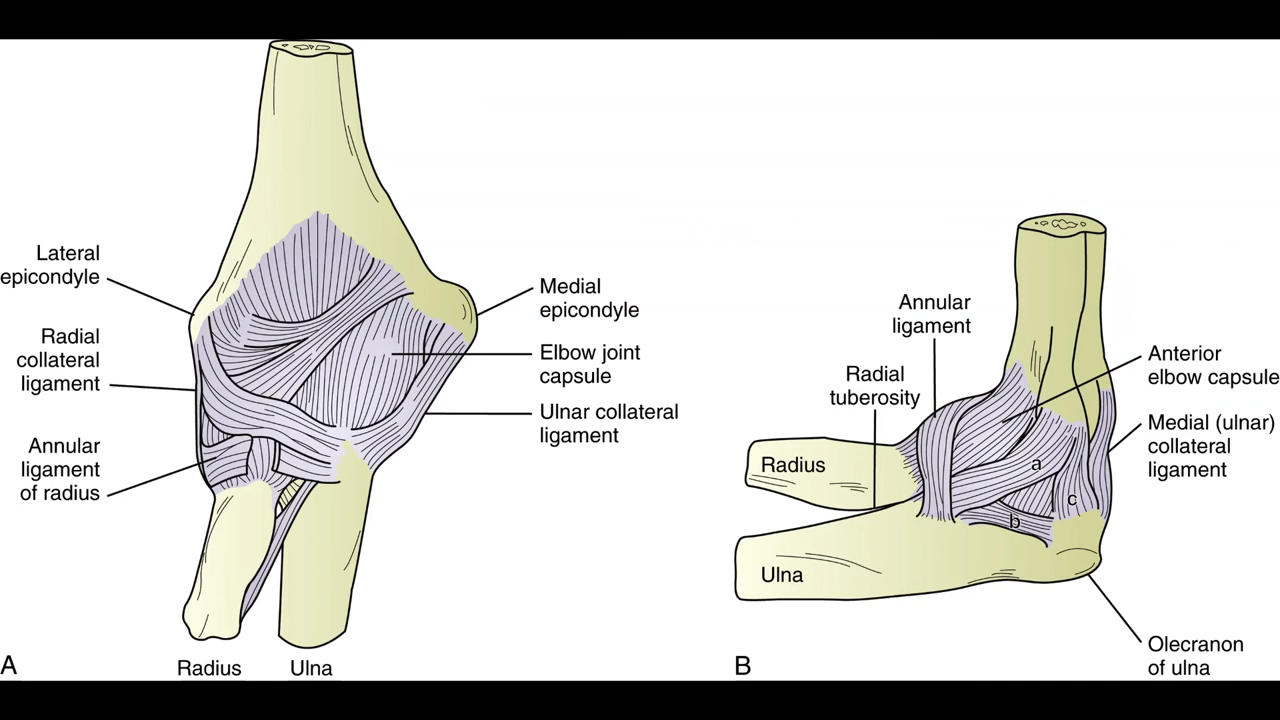 Lateral
epicondyle
Radial
collateral
ligament
Annular
ligament
of radius
Medial
epicondyle
Elbow joint
capsule
Ulnar collateral
ligament
A
Radius
Ulna
Annular
ligament
Radial
tuberosity
Anterior
elbow capsule
Medial (ulnar)
collateral
ligament
Radius
a
c
b
Ulna
Olecranon
of ulna
B